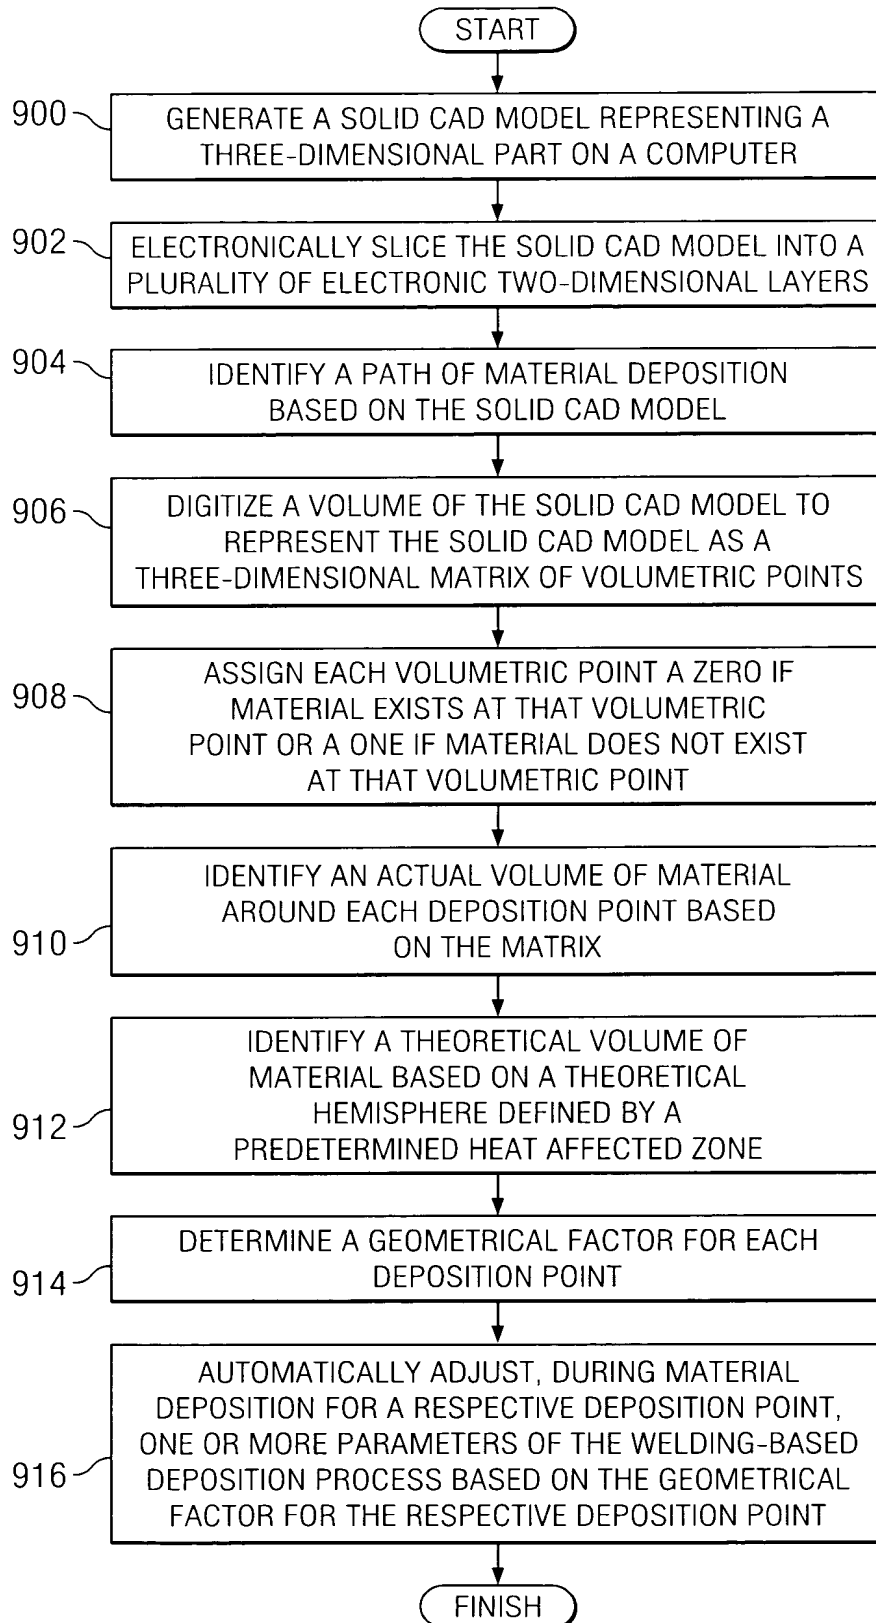 START
900
GENERATE A SOLID CAD MODEL REPRESENTING A
THREE-DIMENSIONAL PART ON A COMPUTER
902
ELECTRONICALLY SLICE THE SOLID CAD MODEL INTO A
PLURALITY OF ELECTRONIC TWO-DIMENSIONAL LAYERS
904
IDENTIFY A PATH OF MATERIAL DEPOSITION
BASED ON THE SOLID CAD MODEL
906
DIGITIZE A VOLUME OF THE SOLID CAD MODEL TO
REPRESENT THE SOLID CAD MODEL AS A
THREE-DIMENSIONAL MATRIX OF VOLUMETRIC POINTS
908
ASSIGN EACH VOLUMETRIC POINT A ZERO IF
MATERIAL EXISTS AT THAT VOLUMETRIC
POINT OR A ONE IF MATERIAL DOES NOT EXIST
AT THAT VOLUMETRIC POINT
910
IDENTIFY AN ACTUAL VOLUME OF MATERIAL
AROUND EACH DEPOSITION POINT BASED
ON THE MATRIX
912
IDENTIFY A THEORETICAL VOLUME OF
MATERIAL BASED ON A THEORETICAL
HEMISPHERE DEFINED BY A
PREDETERMINED HEAT AFFECTED ZONE
914
DETERMINE A GEOMETRICAL FACTOR FOR EACH
DEPOSITION POINT
916
AUTOMATICALLY ADJUST, DURING MATERIAL
DEPOSITION FOR A RESPECTIVE DEPOSITION POINT,
ONE OR MORE PARAMETERS OF THE WELDING-BASED
DEPOSITION PROCESS BASED ON THE GEOMETRICAL
FACTOR FOR THE RESPECTIVE DEPOSITION POINT
FINISH